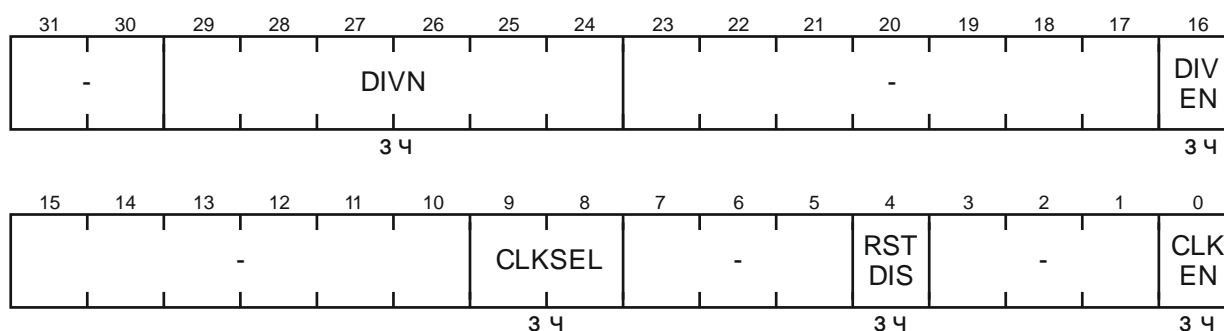 31 30 29 28 27 26 25 24 23 22 21 20 19 18 17 16
- DIVN - DIV EN
З Ч З Ч
15 14 13 12 11 10 9 8 7 6 5 4 3 2 1 0
- CLKSEL - RST DIS - CLK EN
З Ч З Ч З Ч